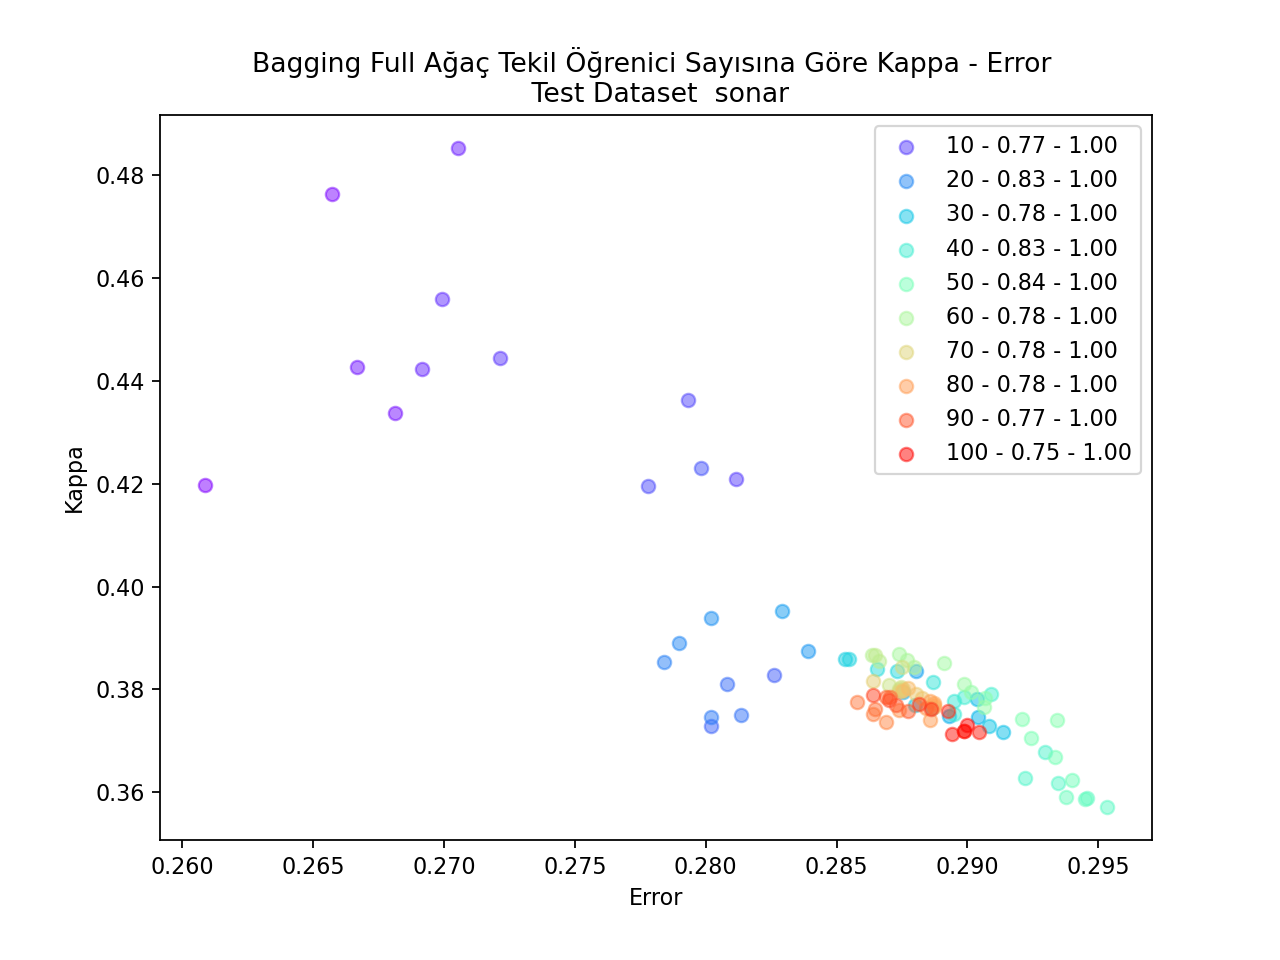 Bagging Full Ağaç Tekil Öğrenici Sayısına Göre Kappa - Error
Test Dataset  sonar
10 - 0.77 - 1.00
20 - 0.83 - 1.00
30 - 0.78 - 1.00
40 - 0.83 - 1.00
50 - 0.84 - 1.00
60 - 0.78 - 1.00
70 - 0.78 - 1.00
80 - 0.78 - 1.00
90 - 0.77 - 1.00
100 - 0.75 - 1.00
Kappa
0.48
0.46
0.44
0.42
0.40
0.38
0.36
0.260 0.265 0.270 0.275 0.280 0.285 0.290 0.295
Error